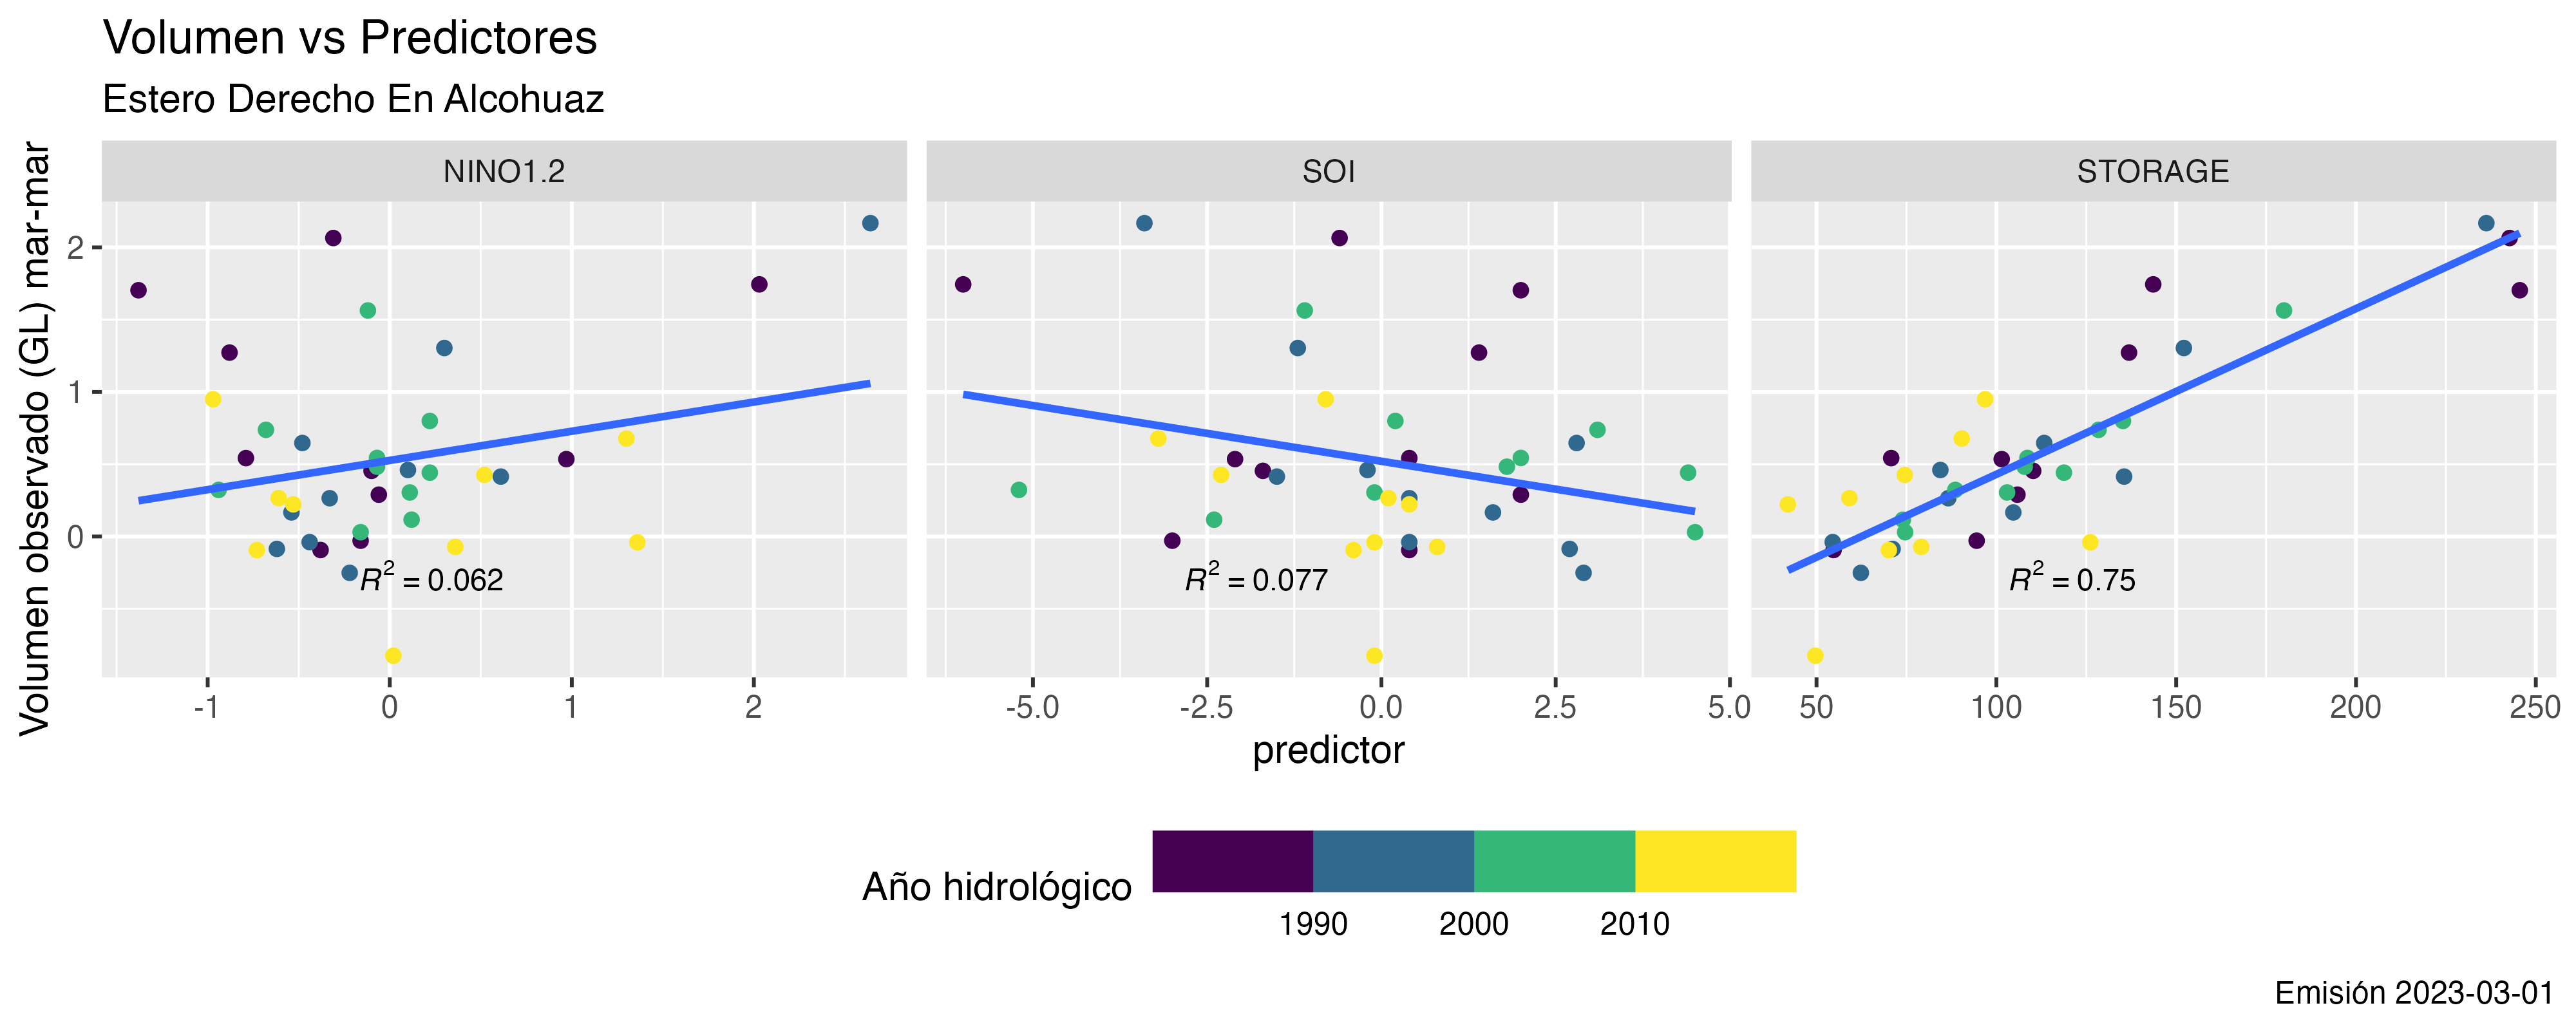 Volumen vs Predictores
Estero Derecho En Alcohuaz
Volumen observado (GL) mar-mar
NINO1.2
SOI
STORAGE
2
1
0
R² = 0.062
R² = 0.077
R² = 0.75
-1 0 1 2
-5.0 -2.5 0.0 2.5 5.0
50 100 150 200 250
predictor
Año hidrológico
1990 2000 2010
Emisión 2023-03-01